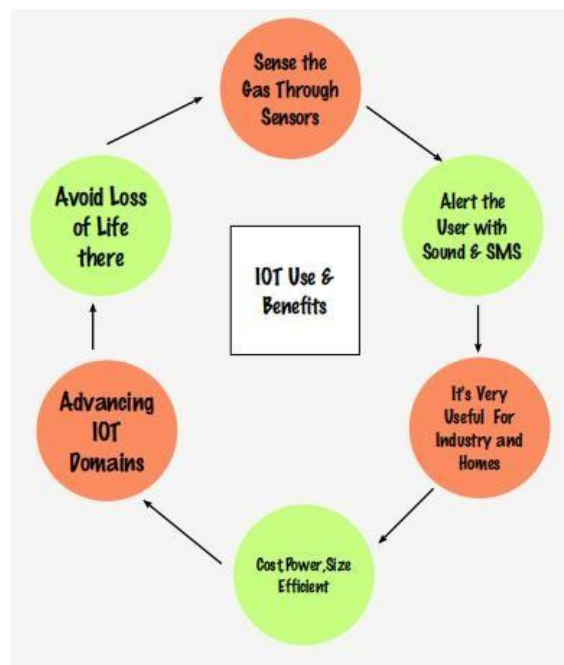 Sense the
Gas Through
Sensors
Alert the
User with
Sound & SMS
It's Very
Useful For
Industry and
Homes
Cost,Power,Size
Efficient
Advancing
IOT
Domains
Avoid Loss
of Life
there
IOT Use &
Benefits